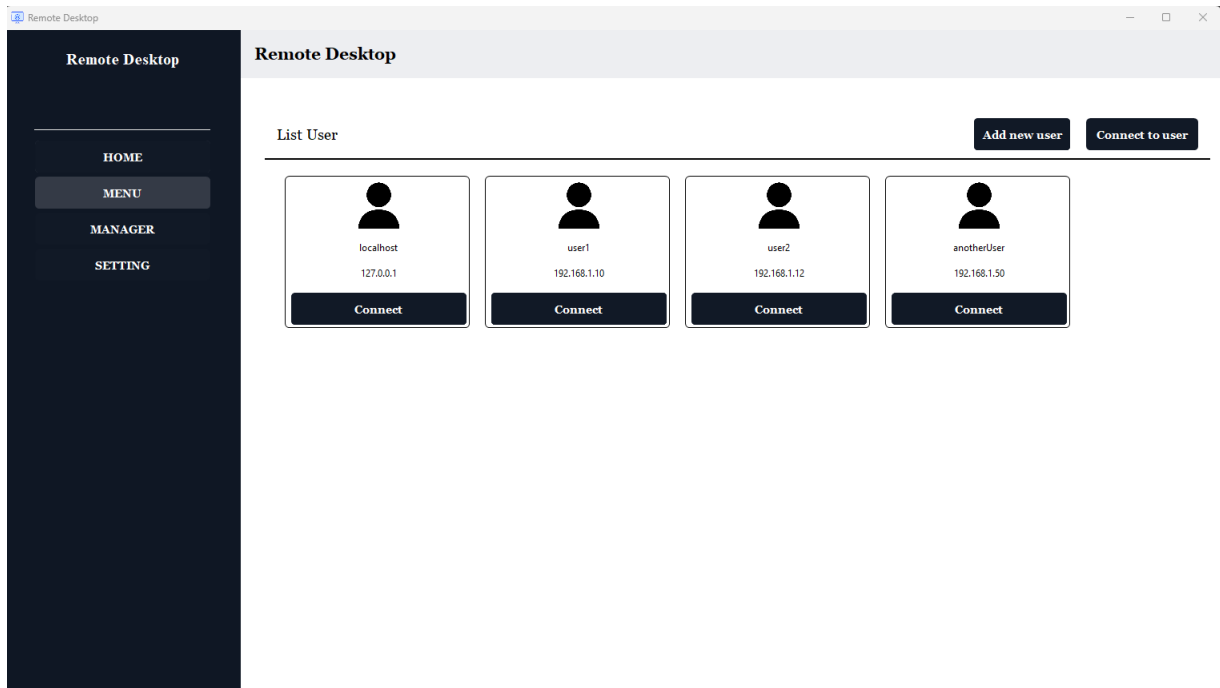 Remote Desktop
Remote Desktop
Remote Desktop
HOME
MENU
MANAGER
SETTING
List User
Add new user
Connect to user
localhost
127.0.0.1
Connect
user1
192.168.1.10
Connect
user2
192.168.1.12
Connect
anotherUser
192.168.1.50
Connect